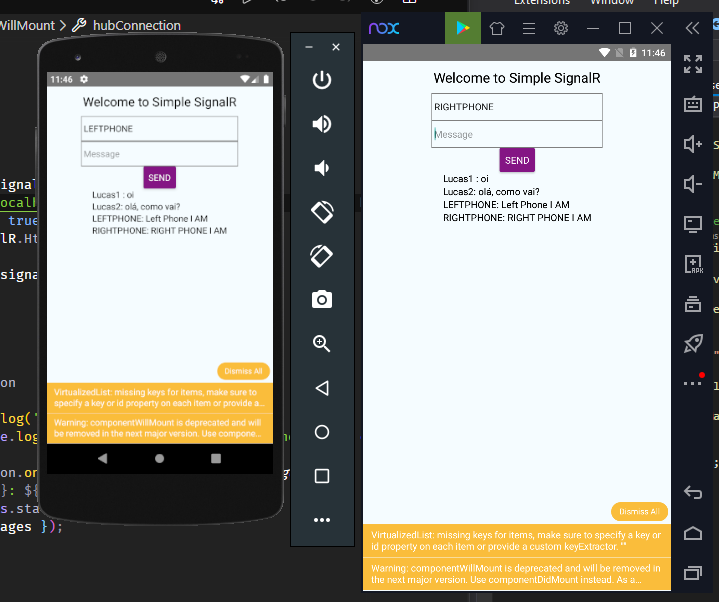 Extensions Window Help
WillMount > hubConnection
nox
11:46
Welcome to Simple SignalR
LEFTPHONE
Message
SEND
Lucas1 : oi
Lucas2: olá, como vai?
LEFTPHONE: Left Phone I AM
RIGHTPHONE: RIGHT PHONE I AM
Dismiss All
VirtualizedList: missing keys for items, make sure to
specify a key or id property on each item or provide a...
Warning: componentWillMount is deprecated and will
be removed in the next major version. Use compone...
11:46
Welcome to Simple SignalR
RIGHTPHONE
Message
SEND
Lucas1 : oi
Lucas2: olá, como vai?
LEFTPHONE: Left Phone I AM
RIGHTPHONE: RIGHT PHONE I AM
Dismiss All
VirtualizedList: missing keys for items, make sure to specify a key or
id property on each item or provide a custom keyExtractor. ""
Warning: componentWillMount is deprecated and will be removed in
the next major version. Use componentDidMount instead. As a...
APK
signal
ocalh
true
lR.Ht
signa
on
log('
e.log
on.on
}: ${
s.sta
ages });